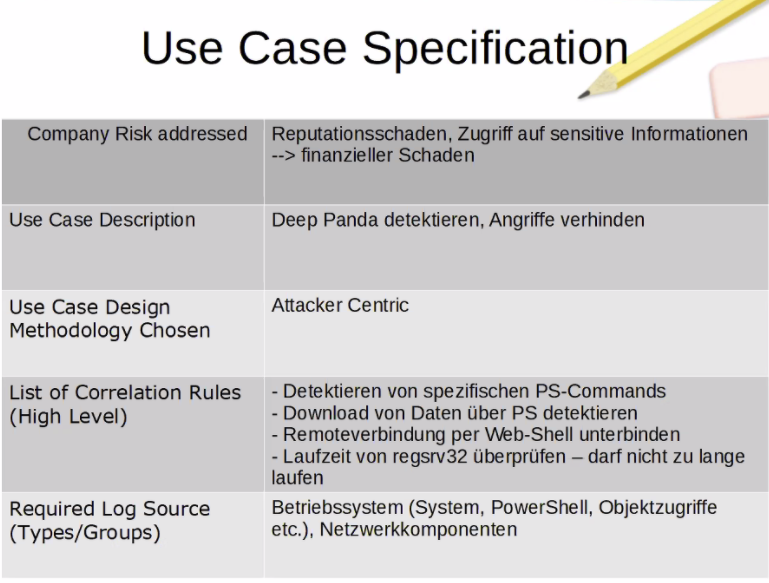 Use Case Specification
Company Risk addressed
Reputationsschaden, Zugriff auf sensitive Informationen
--> finanzieller Schaden
Use Case Description
Deep Panda detektieren, Angriffe verhinden
Use Case Design
Methodology Chosen
Attacker Centric
List of Correlation Rules
(High Level)
- Detektieren von spezifischen PS-Commands
- Download von Daten über PS detektieren
- Remoteverbindung per Web-Shell unterbinden
- Laufzeit von regsrv32 überprüfen – darf nicht zu lange
laufen
Required Log Source
(Types/Groups)
Betriebssystem (System, PowerShell, Objektzugriffe
etc.), Netzwerkkomponenten